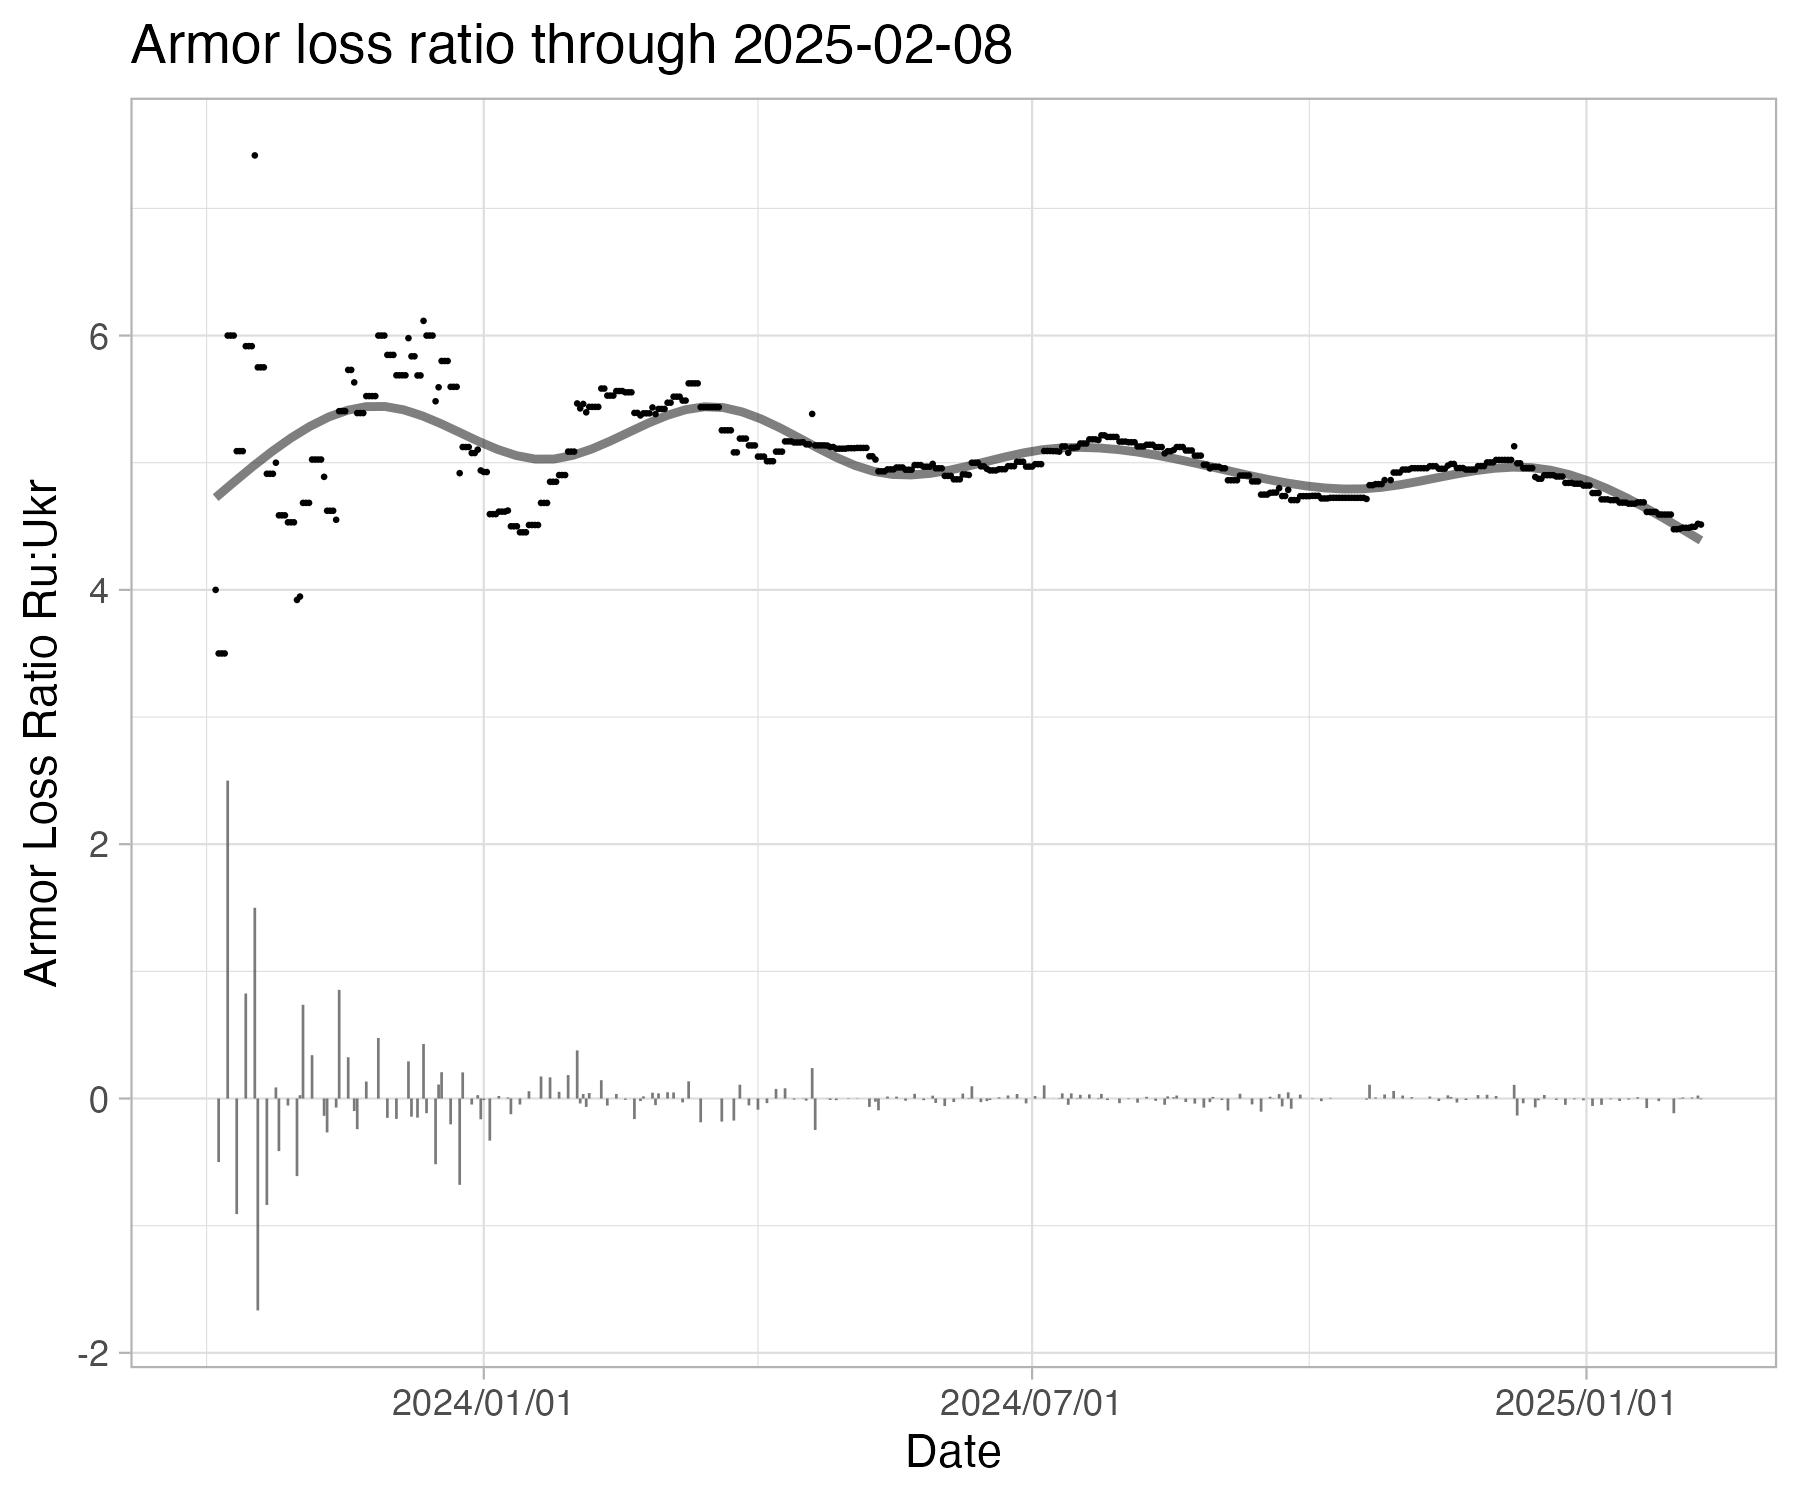 Armor loss ratio through 2025-02-08
Armor Loss Ratio Ru:Ukr
6
4
2
0
-2
2024/01/01
2024/07/01
2025/01/01
Date